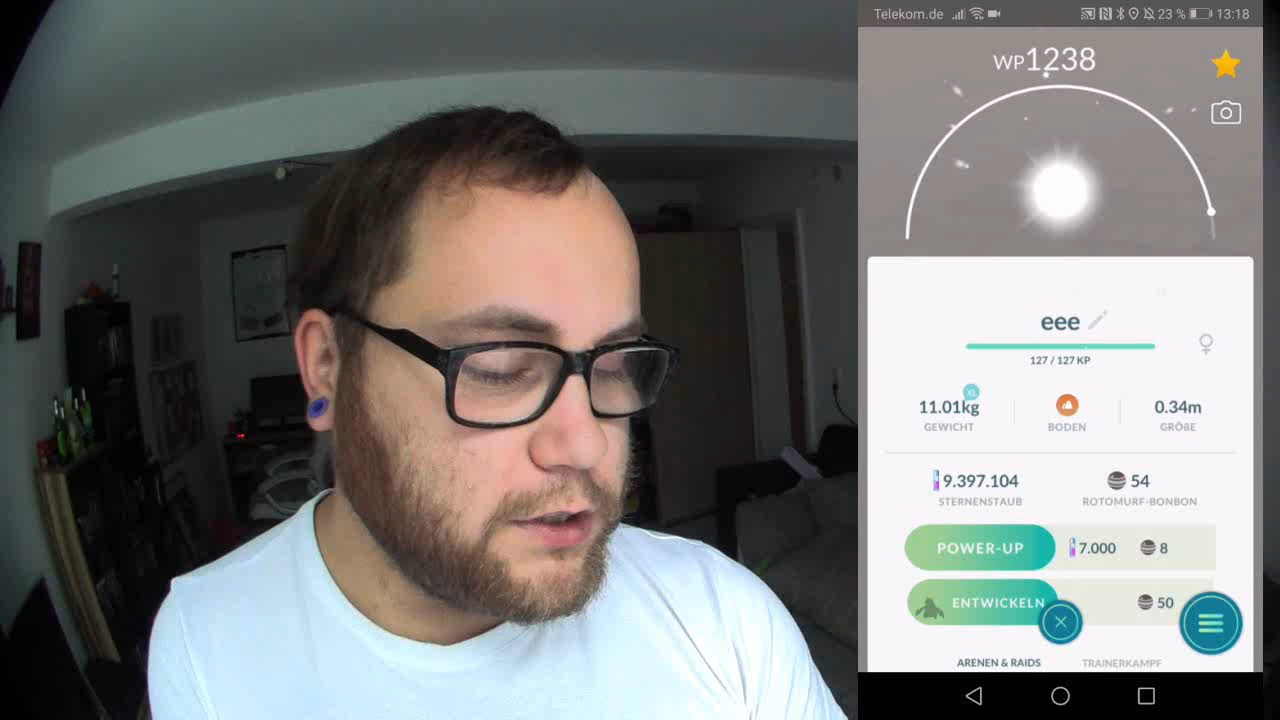 Telekom.de 23 % 13:18
WP1238
eee
127 / 127 KP
XL
11.01kg 0.34m
GEWICHT BODEN GRÖßE
9.397.104 54
STERNENSTAUB ROTOMURF-BONBON
POWER-UP 7.000 8
ENTWICKELN 50
ARENEN & RAIDS TRAINERKAMPF